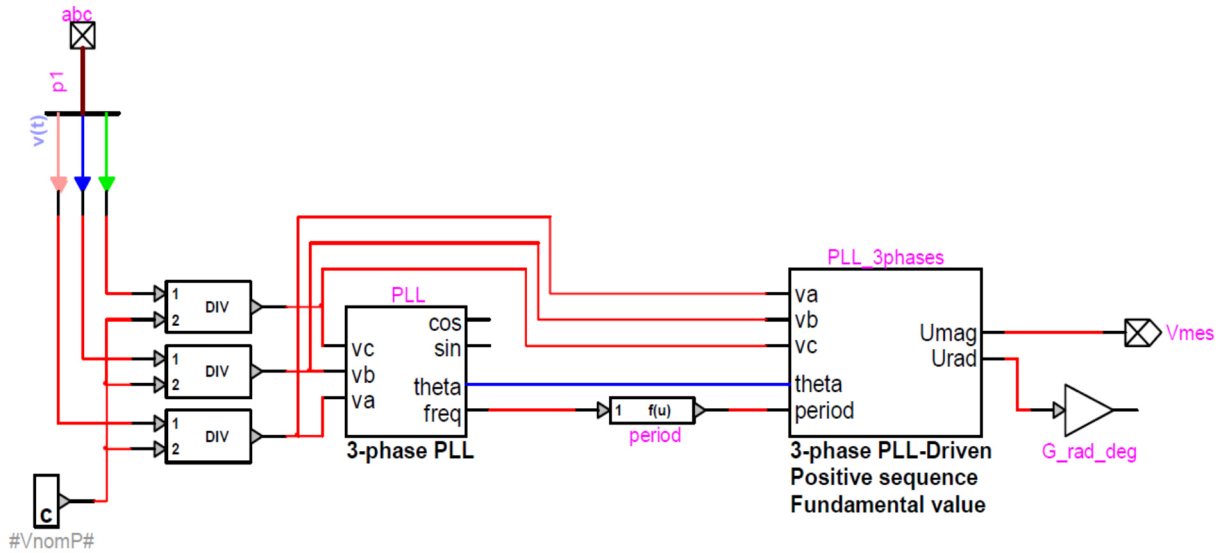 abc
p1
v(t)
1
2
DIV
1
2
DIV
1
2
DIV
C
#VnomP#
PLL
cos
sin
vc
vb
va
theta
freq
3-phase PLL
1
f(u)
period
PLL_3phases
va
vb
vc
theta
period
Umag
Urad
3-phase PLL-Driven
Positive sequence
Fundamental value
Vmes
G_rad_deg